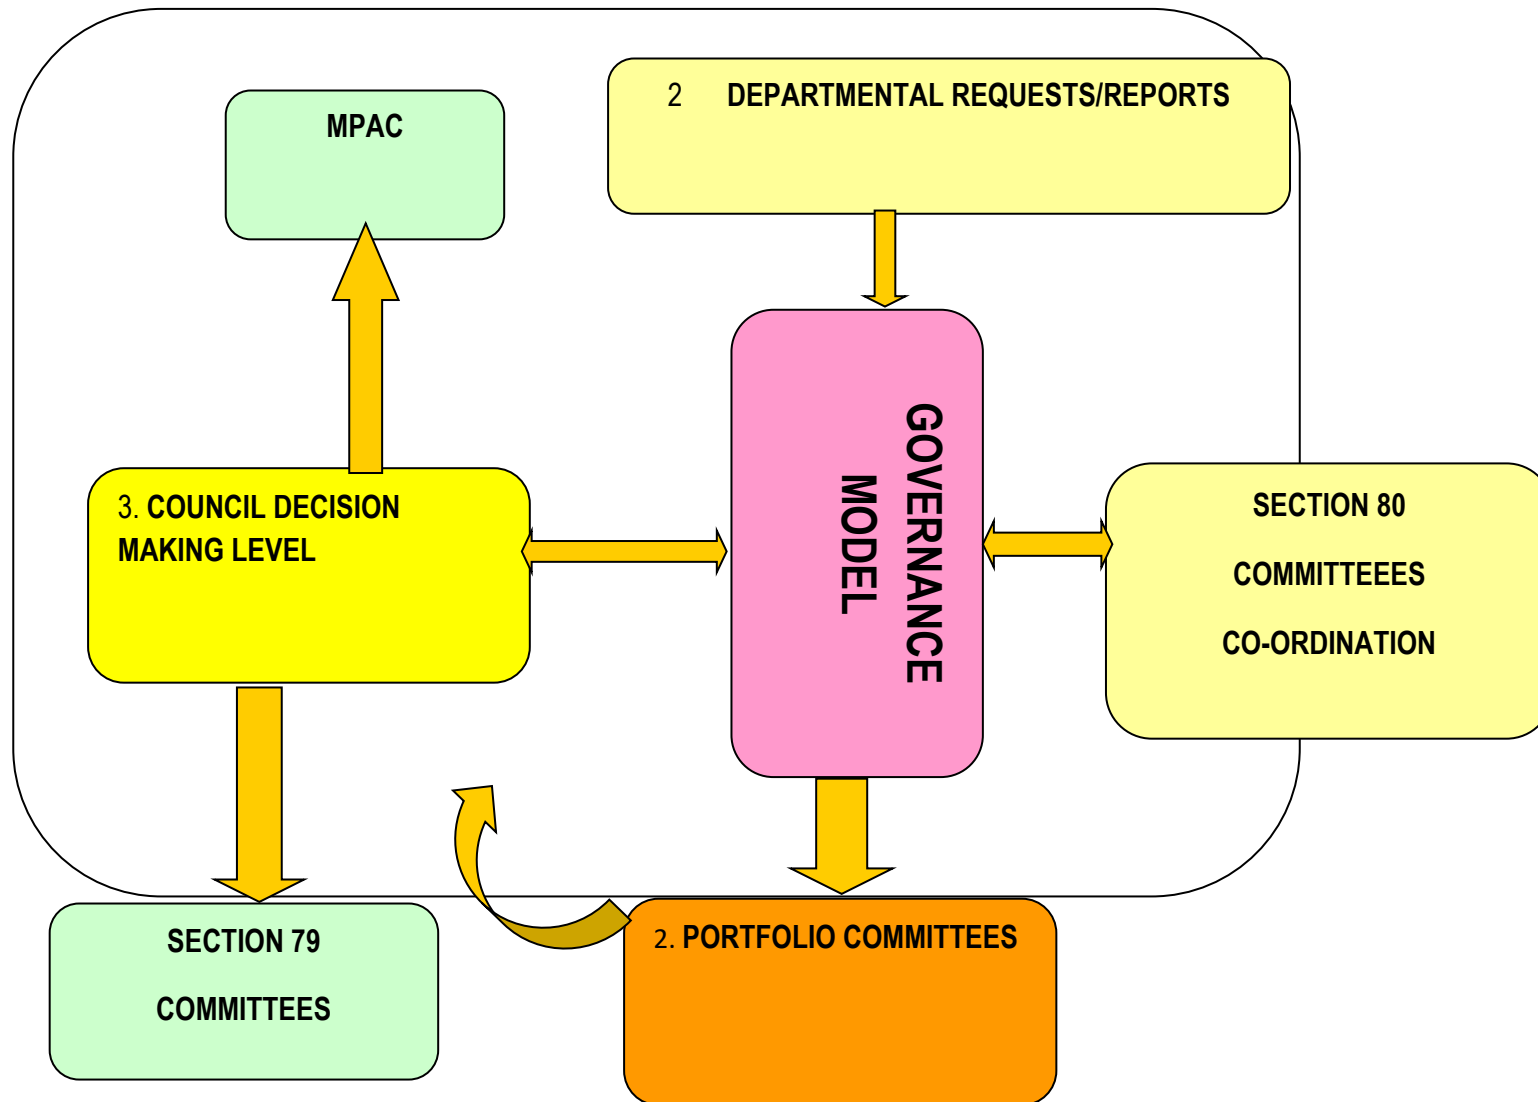 MPAC
2 DEPARTMENTAL REQUESTS/REPORTS
GOVERNANCE
MODEL
3. COUNCIL DECISION
MAKING LEVEL
SECTION 80
COMMITTEEES
CO-ORDINATION
SECTION 79
COMMITTEES
2. PORTFOLIO COMMITTEES